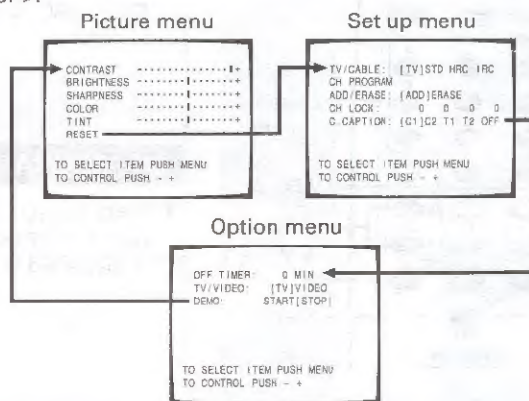 Picture menu
CONTRAST - ··················▮·+
BRIGHTNESS - ·········▮·········+
SHARPNESS - ·········▮·········+
COLOR - ·········▮·········+
TINT - ·········▮·········+
RESET
TO SELECT ITEM PUSH MENU
TO CONTROL PUSH - +
Set up menu
TV/CABLE: [TV]STD HRC IRC
CH PROGRAM
ADD/ERASE: [ADD]ERASE
CH LOCK: 0 0 0 0
C.CAPTION: [C1]C2 T1 T2 OFF
TO SELECT ITEM PUSH MENU
TO CONTROL PUSH - +
Option menu
OFF TIMER: 0 MIN
TV/VIDEO: [TV]VIDEO
DEMO: START[STOP]
TO SELECT ITEM PUSH MENU
TO CONTROL PUSH - +